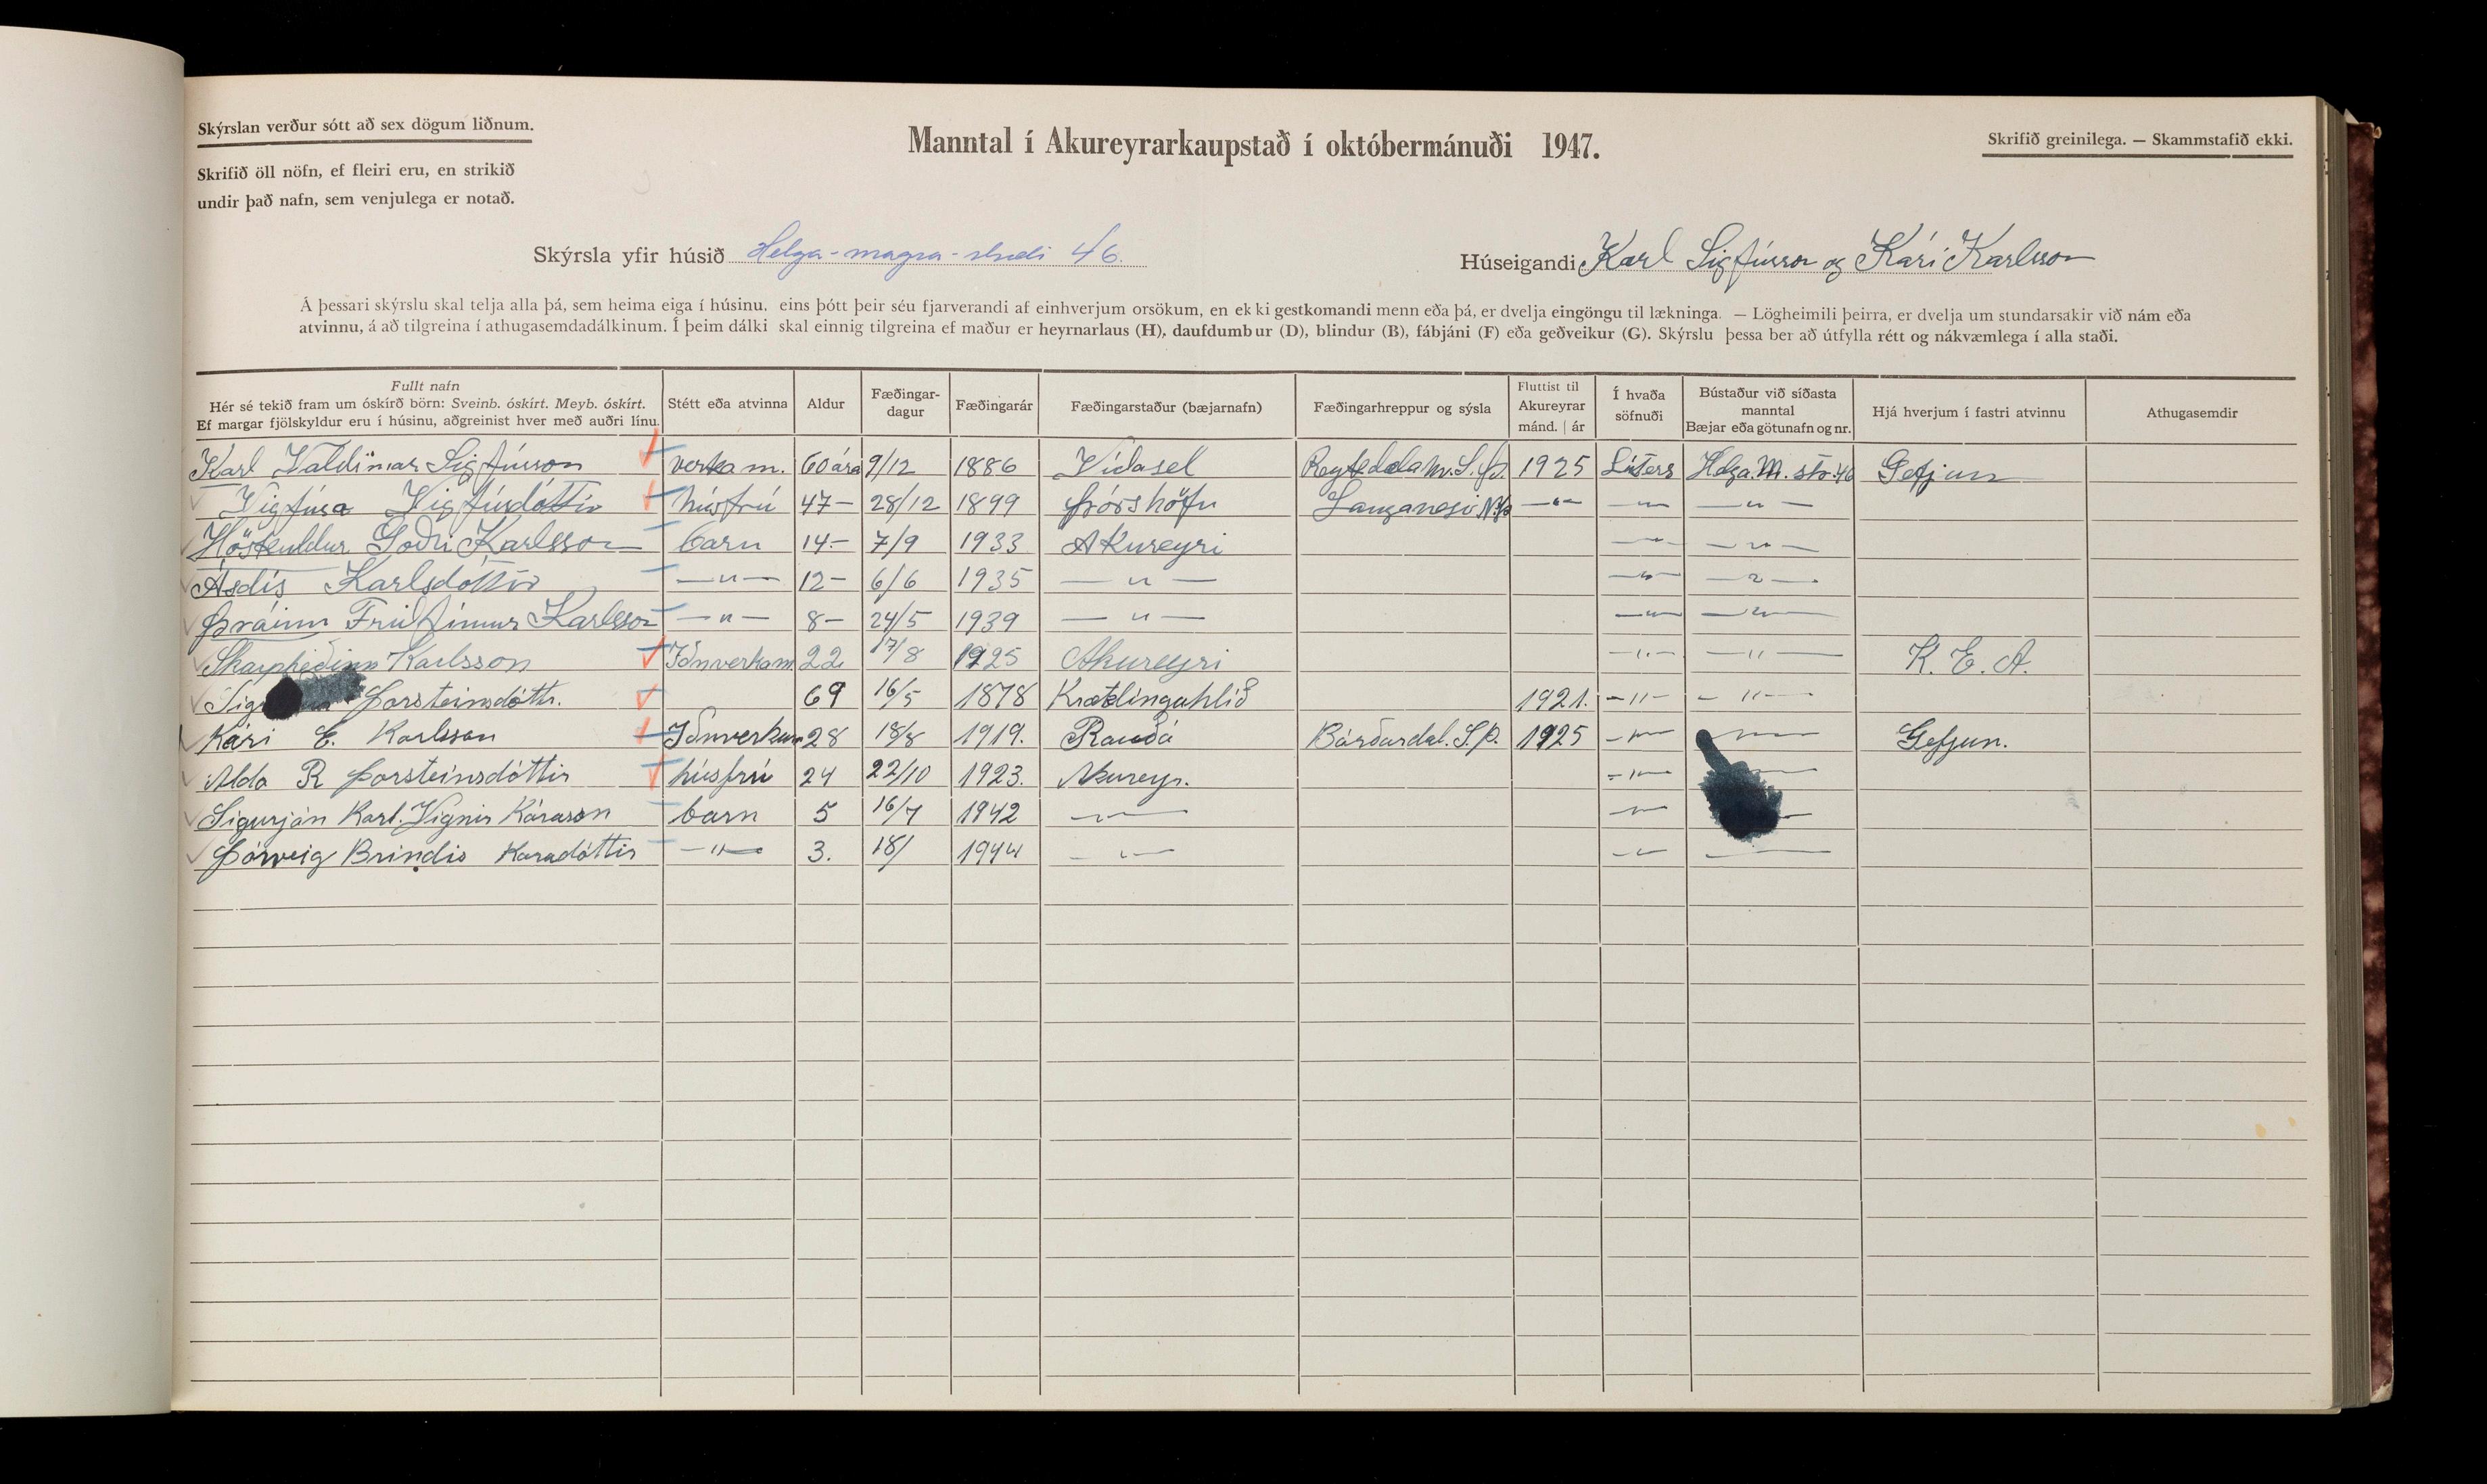 Skýrslan verður sótt að sex dögum liðnum.
Skrifið öll nöfn, ef fleiri eru, en strikið
undir það nafn, sem venjulega er notað.
Manntal í Akureyrarkaupstað í októbermánuði 1947.
Skrifið greinilega. — Skammstafið ekki.
Skýrsla yfir húsið Helga-magra-stræti 46.
Húseigandi Karl Sigfússon og Kári Karlsson
Á þessari skýrslu skal telja alla þá, sem heima eiga í húsinu, eins þótt þeir séu fjarverandi af einhverjum orsökum, en ekki gestkomandi menn eða þá, er dvelja eingöngu til lækninga. — Lögheimili þeirra, er dvelja um stundarsakir við nám eða
atvinnu, á að tilgreina í athugasemdadálkinum. Í þeim dálki skal einnig tilgreina ef maður er heyrnarlaus (H), daufdumbur (D), blindur (B), fábjáni (F) eða geðveikur (G). Skýrslu þessa ber að útfylla rétt og nákvæmlega í alla staði.
Fullt nafn
Hér sé tekið fram um óskírð börn: Sveinb. óskírt. Meyb. óskírt.
Ef margar fjölskyldur eru í húsinu, aðgreinist hver með auðri línu.
Stétt eða atvinna
Aldur
Fæðingar-
dagur
Fæðingarár
Fæðingarstaður (bæjarnafn)
Fæðingarhreppur og sýsla
Fluttist til
Akureyrar
mánd. | ár
Í hvaða
söfnuði
Bústaður við síðasta
manntal
Bæjar eða götunafn og nr.
Hjá hverjum í fastri atvinnu
Athugasemdir
Karl Valdimar Sigfússon verkam. 60 ára 9/12 1886 Vídasel Reykdælahr. S. Þ. 1925 Lúters Helga.M.str.46 Gefjun
Vigfúsa Vigfúsdóttir húsfrú 47 — 28/12 1899 Þórshöfn Langanesi N.Þ. —〃— —〃— —〃—
Höskuldur Goði Karlsson barn 14 — 7/9 1933 Akureyri —〃— —〃—
Ásdís Karlsdóttir —〃— 12 — 6/6 1935 —〃— —〃— —〃—
Þráinn Friðfinnur Karlsson —〃— 8 — 24/5 1939 —〃— —〃— —〃—
Skarphéðinn Karlsson Iðnverkam 22 17/8 1925 Akureyri —〃— —〃— K. E. A.
Þorsteinsdóttir. 69 16/5 1878 Kræklingahlíð 1921. —〃— —〃—
Kári E. Karlsson Iðnverkam 28 18/8 1919. Rauðá Bárðardal. S.Þ. 1925 —〃— —〃— Gefjun.
Alda R Þorsteinsdóttir húsfrú 24 22/10 1923. Akureyr. —〃—
Sigurján Karl. Vignir Kárason barn 5 16/7 1942 —〃— —〃—
Þórveig Brindis Karadóttir —〃— 3. 18/ 1944 —〃— —〃— —〃—